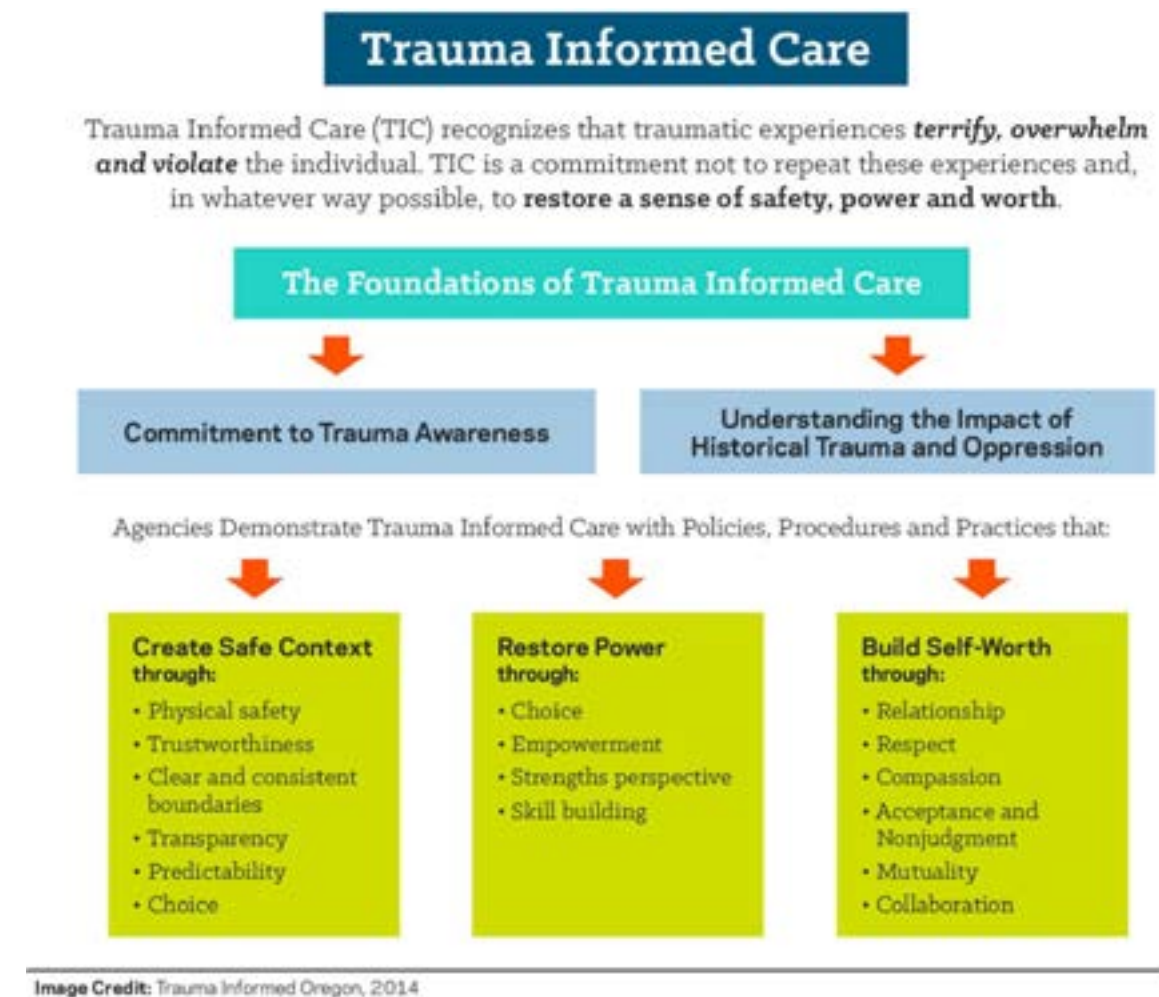 Trauma Informed Care
Trauma Informed Care (TIC) recognizes that traumatic experiences terrify, overwhelm
and violate the individual. TIC is a commitment not to repeat these experiences and,
in whatever way possible, to restore a sense of safety, power and worth.
The Foundations of Trauma Informed Care
Commitment to Trauma Awareness
Understanding the Impact of
Historical Trauma and Oppression
Agencies Demonstrate Trauma Informed Care with Policies, Procedures and Practices that:
Create Safe Context
through:
• Physical safety
• Trustworthiness
• Clear and consistent
boundaries
• Transparency
• Predictability
• Choice
Restore Power
through:
• Choice
• Empowerment
• Strengths perspective
• Skill building
Build Self-Worth
through:
• Relationship
• Respect
• Compassion
• Acceptance and
Nonjudgment
• Mutuality
• Collaboration
Image Credit: Trauma Informed Oregon, 2014